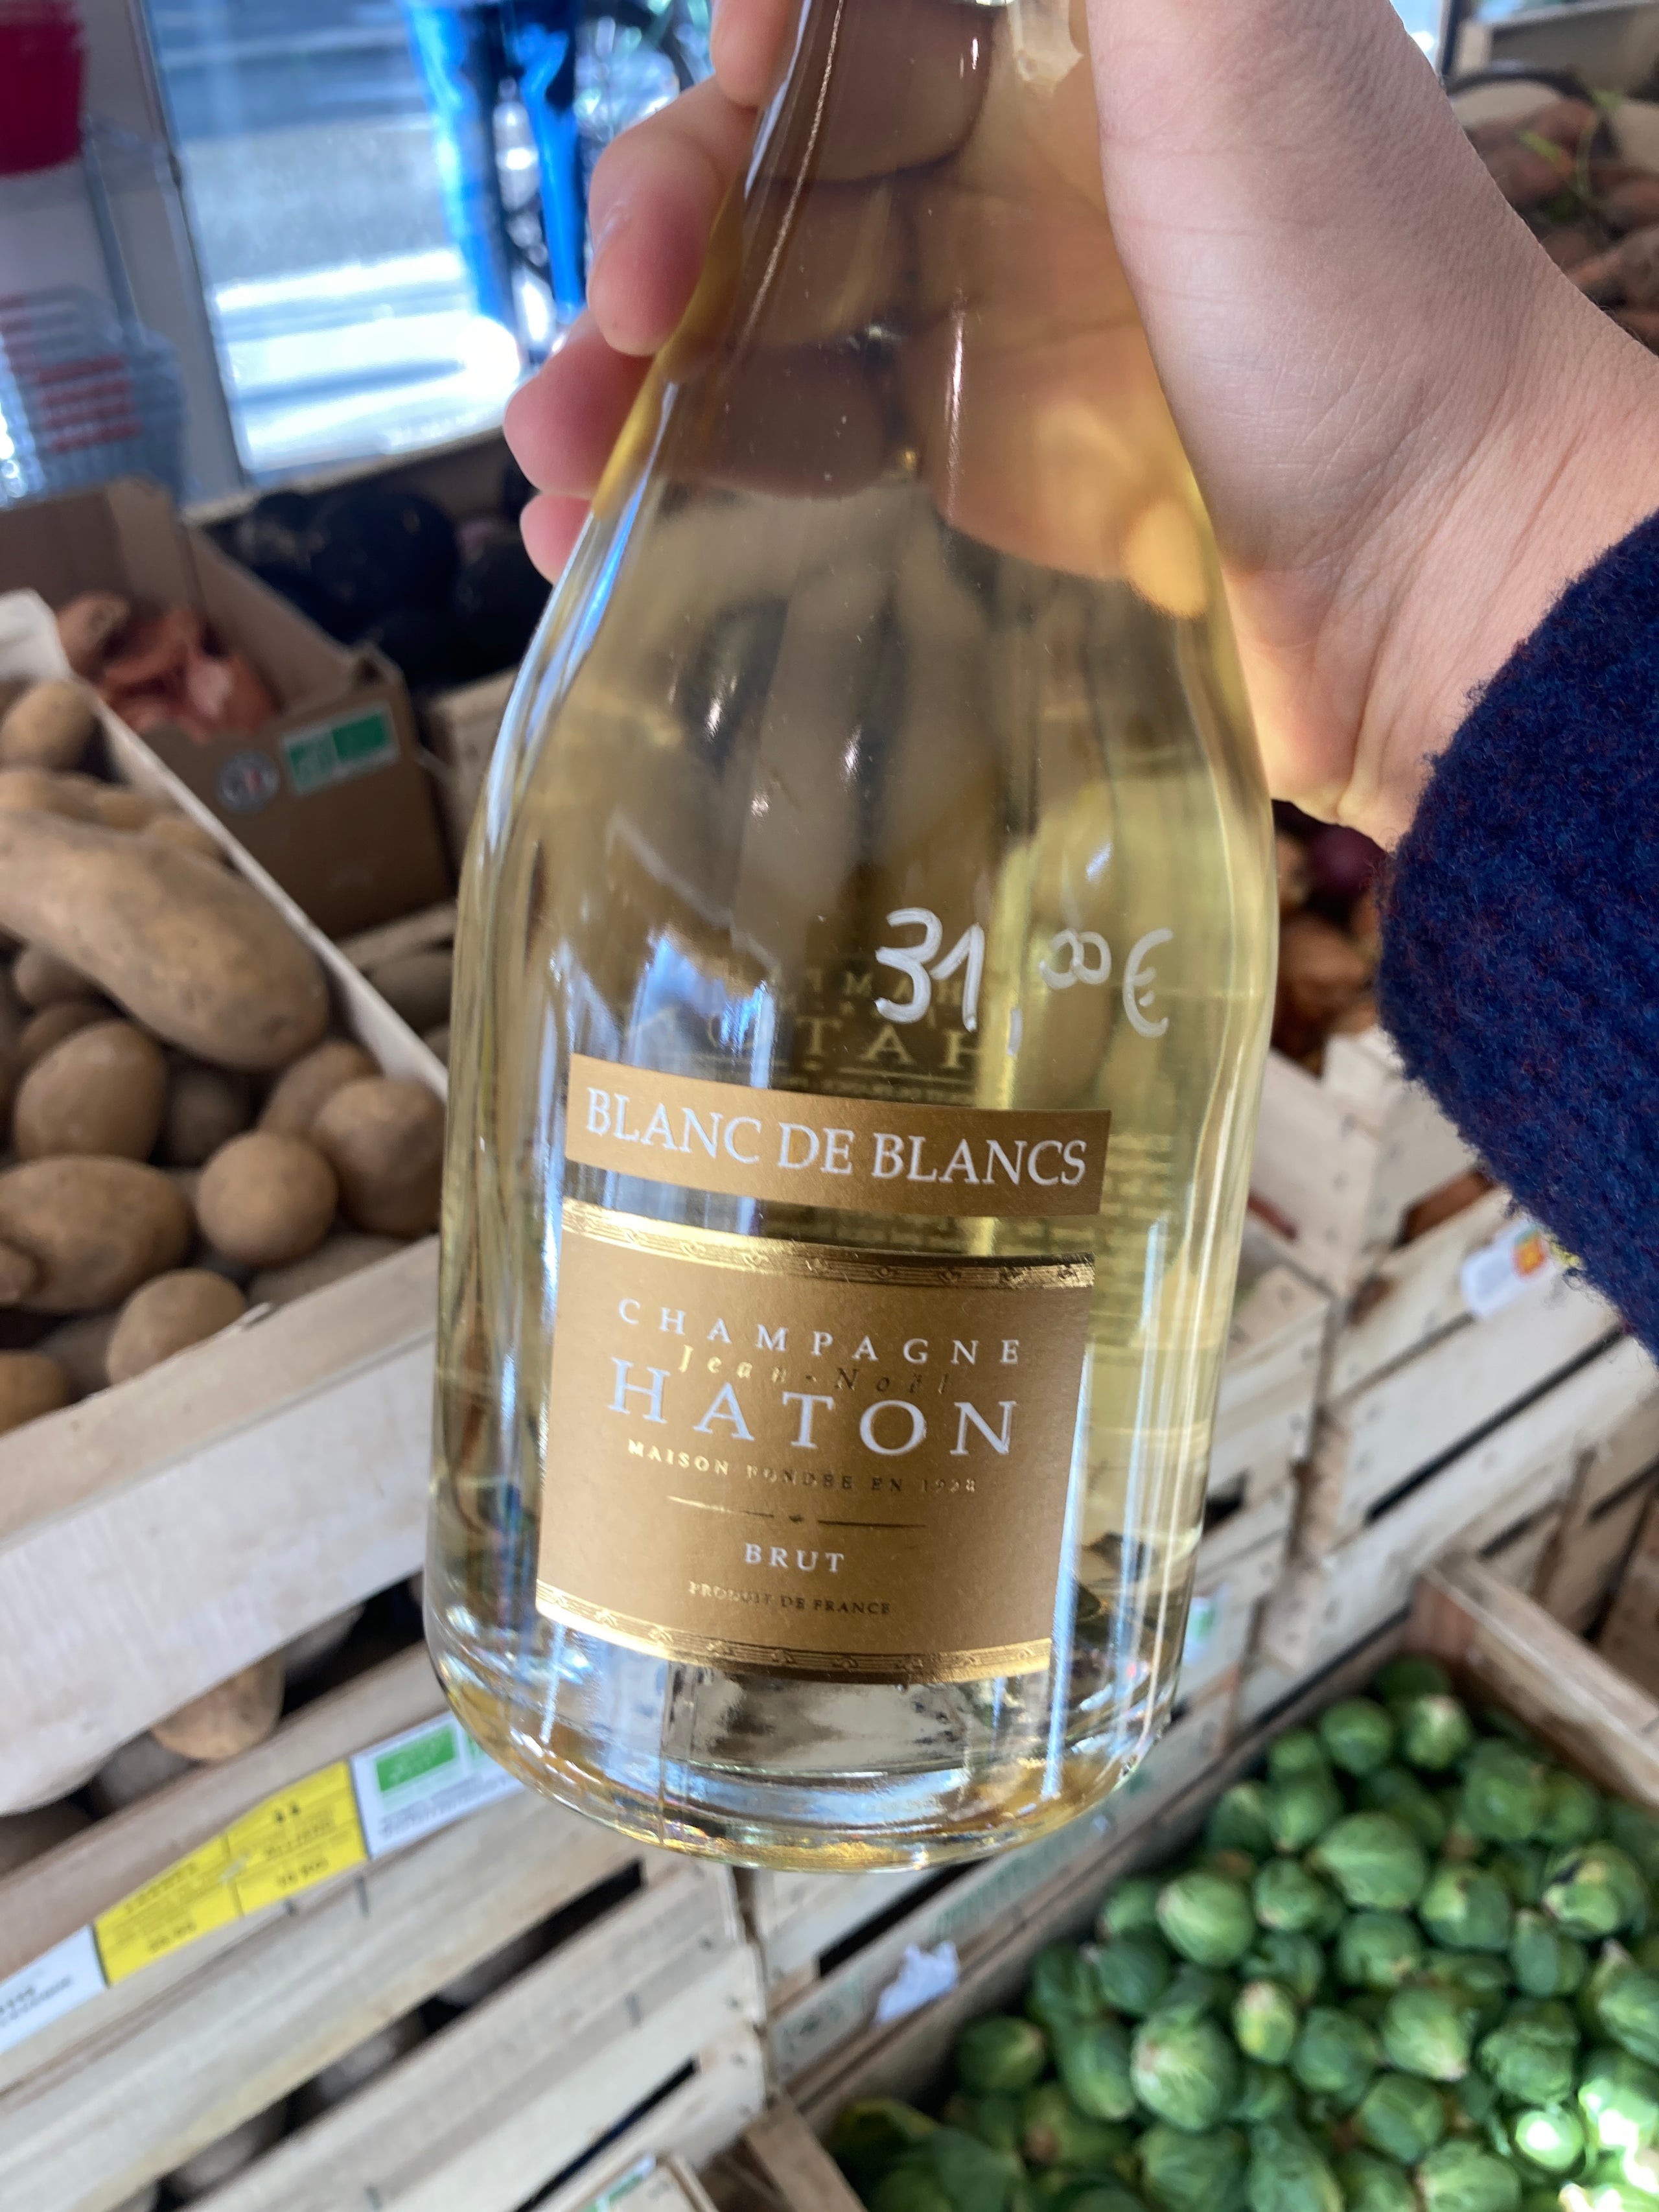 31,00€
BLANC DE BLANCS
CHAMPAGNE
Jean-Noël
HATON
MAISON FONDÉE EN 1928
BRUT
PRODUIT DE FRANCE